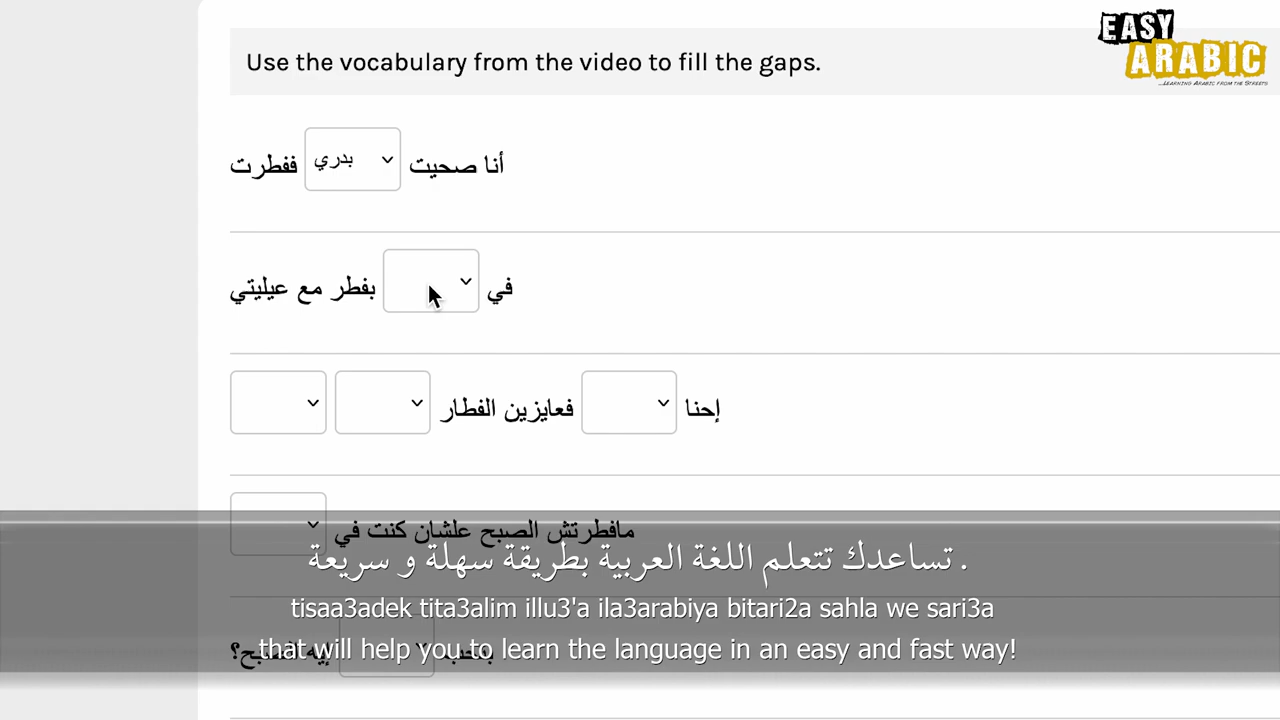 EASY
ARABIC
...LEARNING ARABIC FROM THE STREETS
Use the vocabulary from the video to fill the gaps.
أنا صحيت بدري ففطرت
في بفطر مع عيليتي
إحنا فعايزين الفطار
مافطرتش الصبح علشان كنت في
تساعدك تتعلم اللغة العربية بطريقة سهلة و سريعة .
tisaa3adek tita3alim illu3'a ila3arabiya bitari2a sahla we sari3a
that will help you to learn the language in an easy and fast way!
إيه الصبح؟